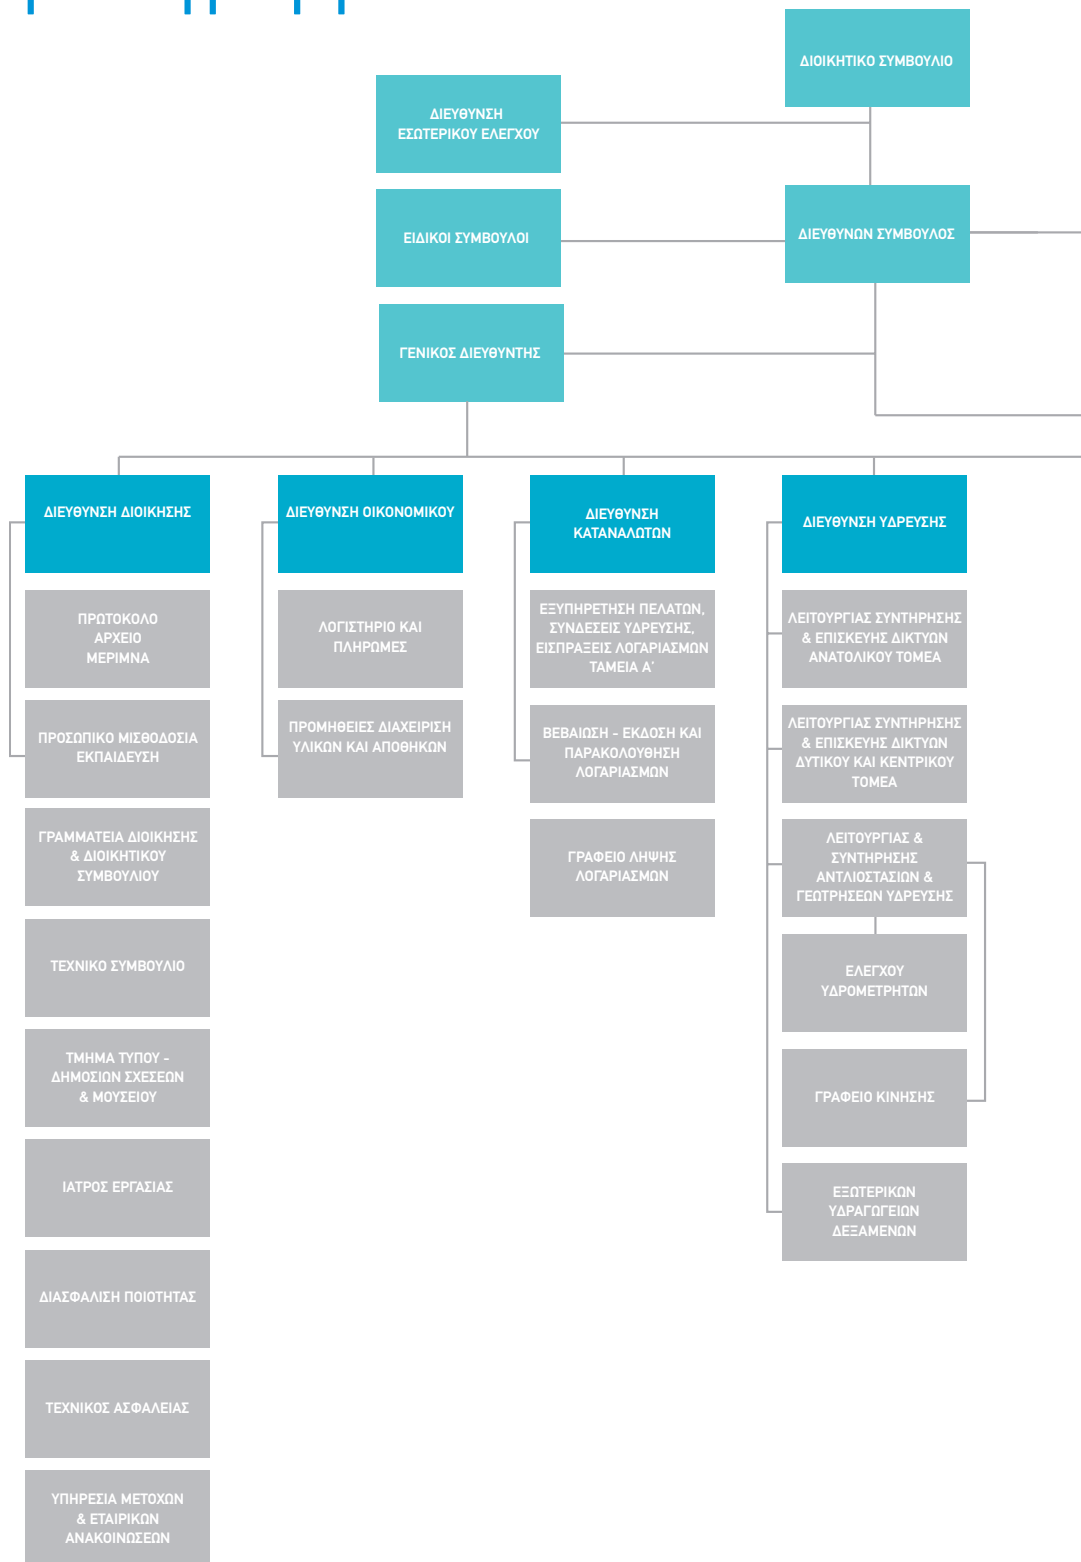 ΔΙΟΙΚΗΤΙΚΟ ΣΥΜΒΟΥΛΙΟ
ΔΙΕΥΘΥΝΣΗ
ΕΣΩΤΕΡΙΚΟΥ ΕΛΕΓΧΟΥ
ΕΙΔΙΚΟΙ ΣΥΜΒΟΥΛΟΙ
ΔΙΕΥΘΥΝΩΝ ΣΥΜΒΟΥΛΟΣ
ΓΕΝΙΚΟΣ ΔΙΕΥΘΥΝΤΗΣ
ΔΙΕΥΘΥΝΣΗ ΔΙΟΙΚΗΣΗΣ
ΠΡΩΤΟΚΟΛΟ
ΑΡΧΕΙΟ
ΜΕΡΙΜΝΑ
ΠΡΟΣΩΠΙΚΟ ΜΙΣΘΟΔΟΣΙΑ
ΕΚΠΑΙΔΕΥΣΗ
ΓΡΑΜΜΑΤΕΙΑ ΔΙΟΙΚΗΣΗΣ
& ΔΙΟΙΚΗΤΙΚΟΥ
ΣΥΜΒΟΥΛΙΟΥ
ΤΕΧΝΙΚΟ ΣΥΜΒΟΥΛΙΟ
ΤΜΗΜΑ ΤΥΠΟΥ -
ΔΗΜΟΣΙΩΝ ΣΧΕΣΕΩΝ
& ΜΟΥΣΕΙΟΥ
ΙΑΤΡΟΣ ΕΡΓΑΣΙΑΣ
ΔΙΑΣΦΑΛΙΣΗ ΠΟΙΟΤΗΤΑΣ
ΤΕΧΝΙΚΟΣ ΑΣΦΑΛΕΙΑΣ
ΥΠΗΡΕΣΙΑ ΜΕΤΟΧΩΝ
& ΕΤΑΙΡΙΚΩΝ
ΑΝΑΚΟΙΝΩΣΕΩΝ
ΔΙΕΥΘΥΝΣΗ ΟΙΚΟΝΟΜΙΚΟΥ
ΛΟΓΙΣΤΗΡΙΟ ΚΑΙ
ΠΛΗΡΩΜΕΣ
ΠΡΟΜΗΘΕΙΕΣ ΔΙΑΧΕΙΡΙΣΗ
ΥΛΙΚΩΝ ΚΑΙ ΑΠΟΘΗΚΩΝ
ΔΙΕΥΘΥΝΣΗ
ΚΑΤΑΝΑΛΩΤΩΝ
ΕΞΥΠΗΡΕΤΗΣΗ ΠΕΛΑΤΩΝ,
ΣΥΝΔΕΣΕΙΣ ΥΔΡΕΥΣΗΣ,
ΕΙΣΠΡΑΞΕΙΣ ΛΟΓΑΡΙΑΣΜΩΝ
ΤΑΜΕΙΑ Α'
ΒΕΒΑΙΩΣΗ - ΕΚΔΟΣΗ ΚΑΙ
ΠΑΡΑΚΟΛΟΥΘΗΣΗ
ΛΟΓΑΡΙΑΣΜΩΝ
ΓΡΑΦΕΙΟ ΛΗΨΗΣ
ΛΟΓΑΡΙΑΣΜΩΝ
ΔΙΕΥΘΥΝΣΗ ΥΔΡΕΥΣΗΣ
ΛΕΙΤΟΥΡΓΙΑΣ ΣΥΝΤΗΡΗΣΗΣ
& ΕΠΙΣΚΕΥΗΣ ΔΙΚΤΥΩΝ
ΑΝΑΤΟΛΙΚΟΥ ΤΟΜΕΑ
ΛΕΙΤΟΥΡΓΙΑΣ ΣΥΝΤΗΡΗΣΗΣ
& ΕΠΙΣΚΕΥΗΣ ΔΙΚΤΥΩΝ
ΔΥΤΙΚΟΥ ΚΑΙ ΚΕΝΤΡΙΚΟΥ
ΤΟΜΕΑ
ΛΕΙΤΟΥΡΓΙΑΣ &
ΣΥΝΤΗΡΗΣΗΣ
ΑΝΤΛΙΟΣΤΑΣΙΩΝ &
ΓΕΩΤΡΗΣΕΩΝ ΥΔΡΕΥΣΗΣ
ΕΛΕΓΧΟΥ
ΥΔΡΟΜΕΤΡΗΤΩΝ
ΓΡΑΦΕΙΟ ΚΙΝΗΣΗΣ
ΕΞΩΤΕΡΙΚΩΝ
ΥΔΡΑΓΩΓΕΙΩΝ
ΔΕΞΑΜΕΝΩΝ